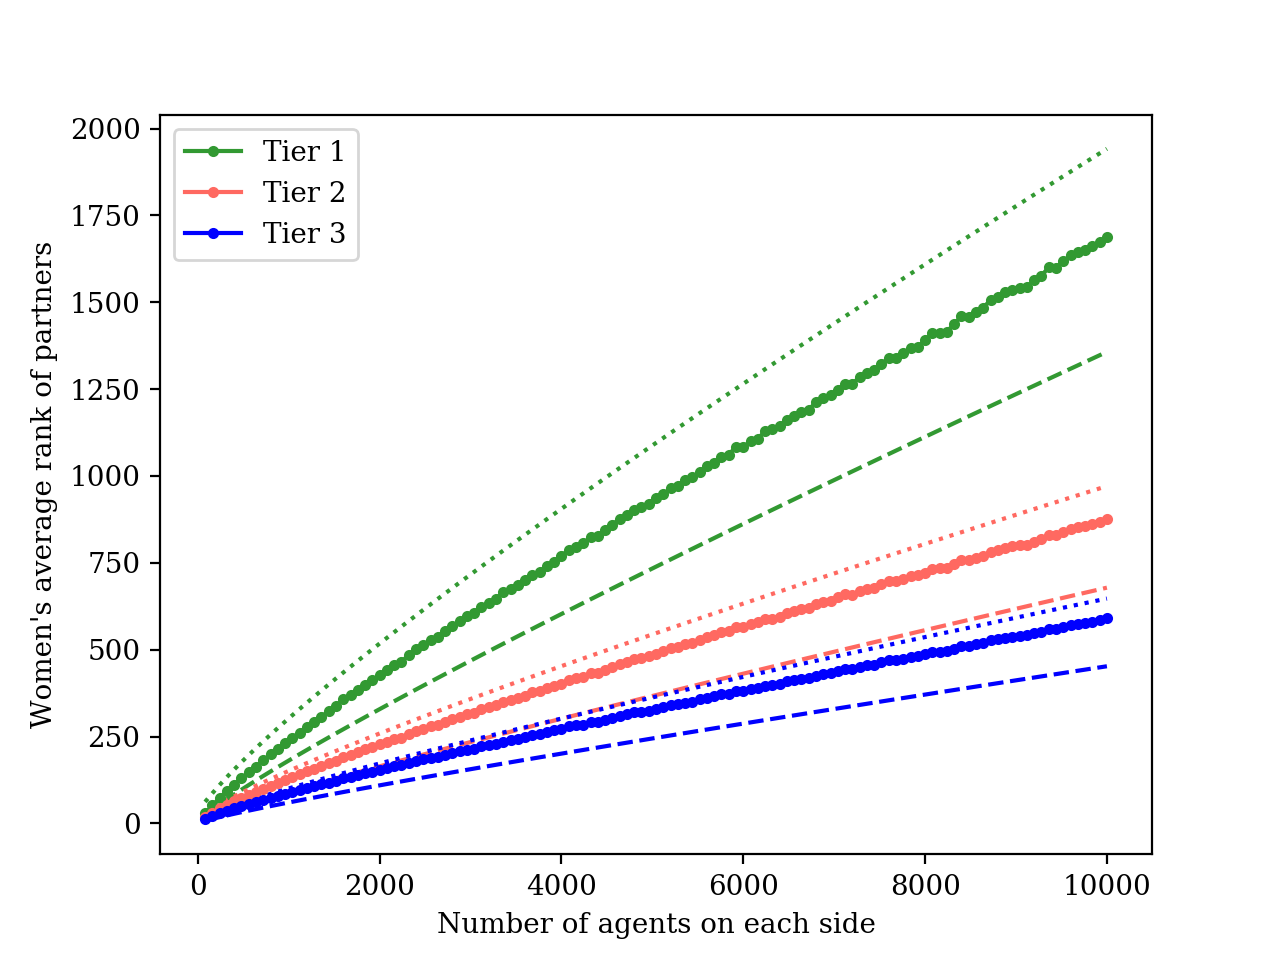 2000
1750
1500
1250
1000
750
500
250
0
Women's average rank of partners
Tier 1
Tier 2
Tier 3
0 2000 4000 6000 8000 10000
Number of agents on each side